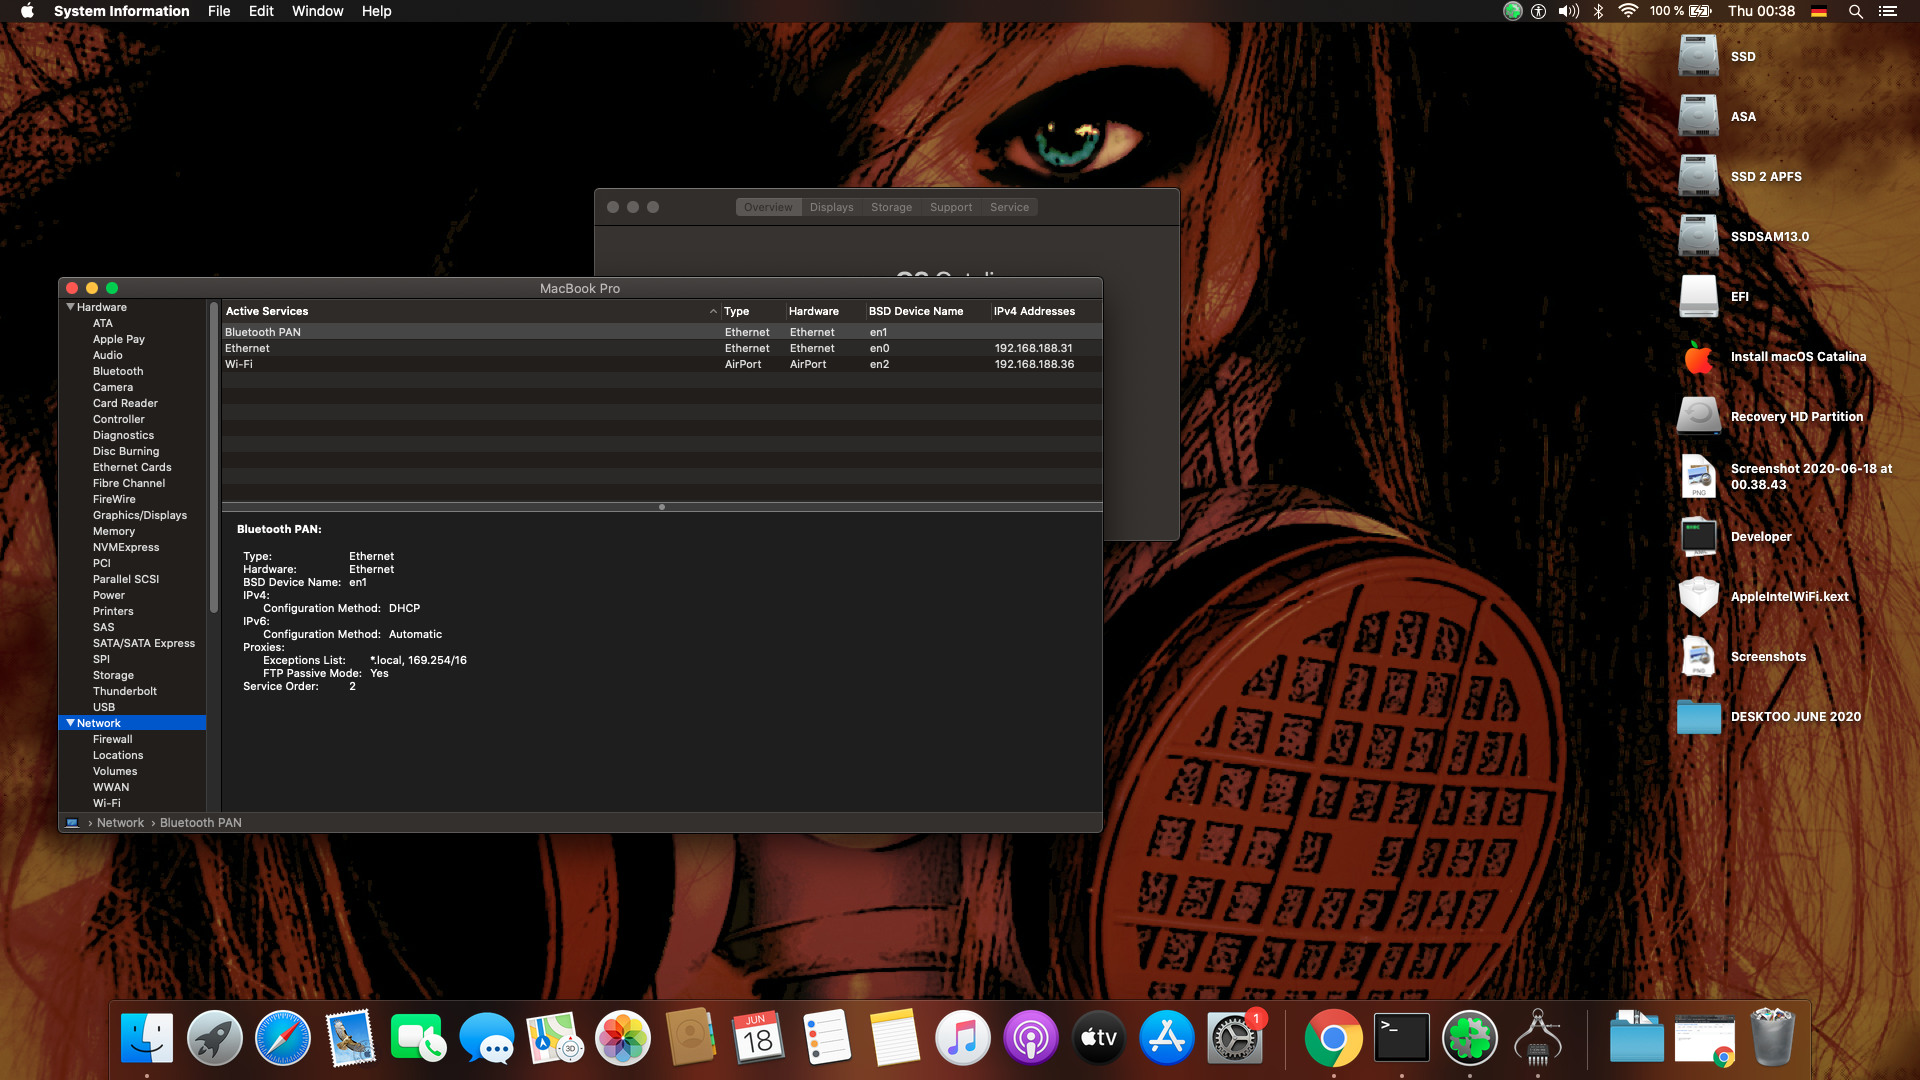 System Information File Edit Window Help
100 % Thu 00:38
Overview Displays Storage Support Service
MacBook Pro
Hardware
ATA
Apple Pay
Audio
Bluetooth
Camera
Card Reader
Controller
Diagnostics
Disc Burning
Ethernet Cards
Fibre Channel
FireWire
Graphics/Displays
Memory
NVMExpress
PCI
Parallel SCSI
Power
Printers
SAS
SATA/SATA Express
SPI
Storage
Thunderbolt
USB
Network
Firewall
Locations
Volumes
WWAN
Wi-Fi
Active Services Type Hardware BSD Device Name IPv4 Addresses
Bluetooth PAN Ethernet Ethernet en1
Ethernet Ethernet Ethernet en0 192.168.188.31
Wi-Fi AirPort AirPort en2 192.168.188.36
Bluetooth PAN:
Type: Ethernet
Hardware: Ethernet
BSD Device Name: en1
IPv4:
Configuration Method: DHCP
IPv6:
Configuration Method: Automatic
Proxies:
Exceptions List: *.local, 169.254/16
FTP Passive Mode: Yes
Service Order: 2
› Network › Bluetooth PAN
SSD
ASA
SSD 2 APFS
SSDSAM13.0
EFI
Install macOS Catalina
Recovery HD Partition
Screenshot 2020-06-18 at
00.38.43
PNG
Developer
AppleIntelWiFi.kext
Screenshots
PNG
DESKTOO JUNE 2020
3D
JUN
18
tv
1
>_